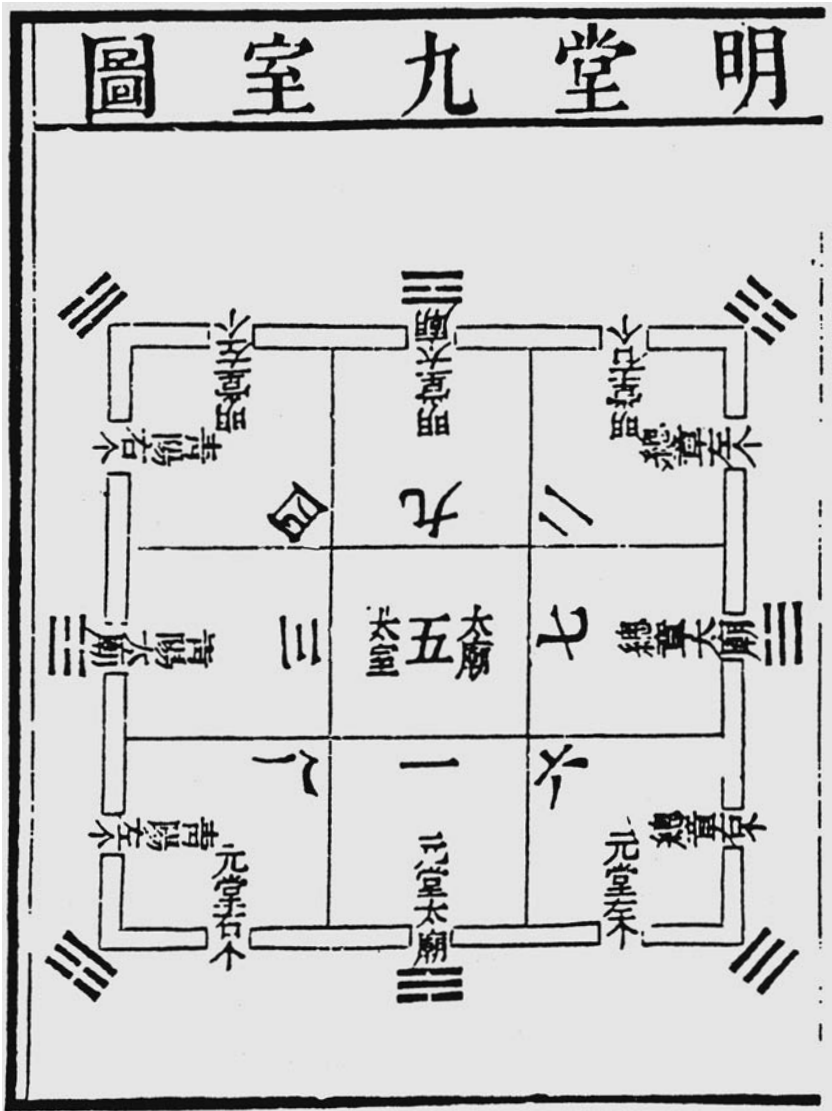 明堂九室圖
明堂右个
明堂太廟
明堂左个
總章左个
總章太廟
總章右个
青陽右个
青陽太廟
青陽左个
元堂左个
元堂太廟
元堂右个
二
九
四
七
太廟
五
太室
三
六
一
八